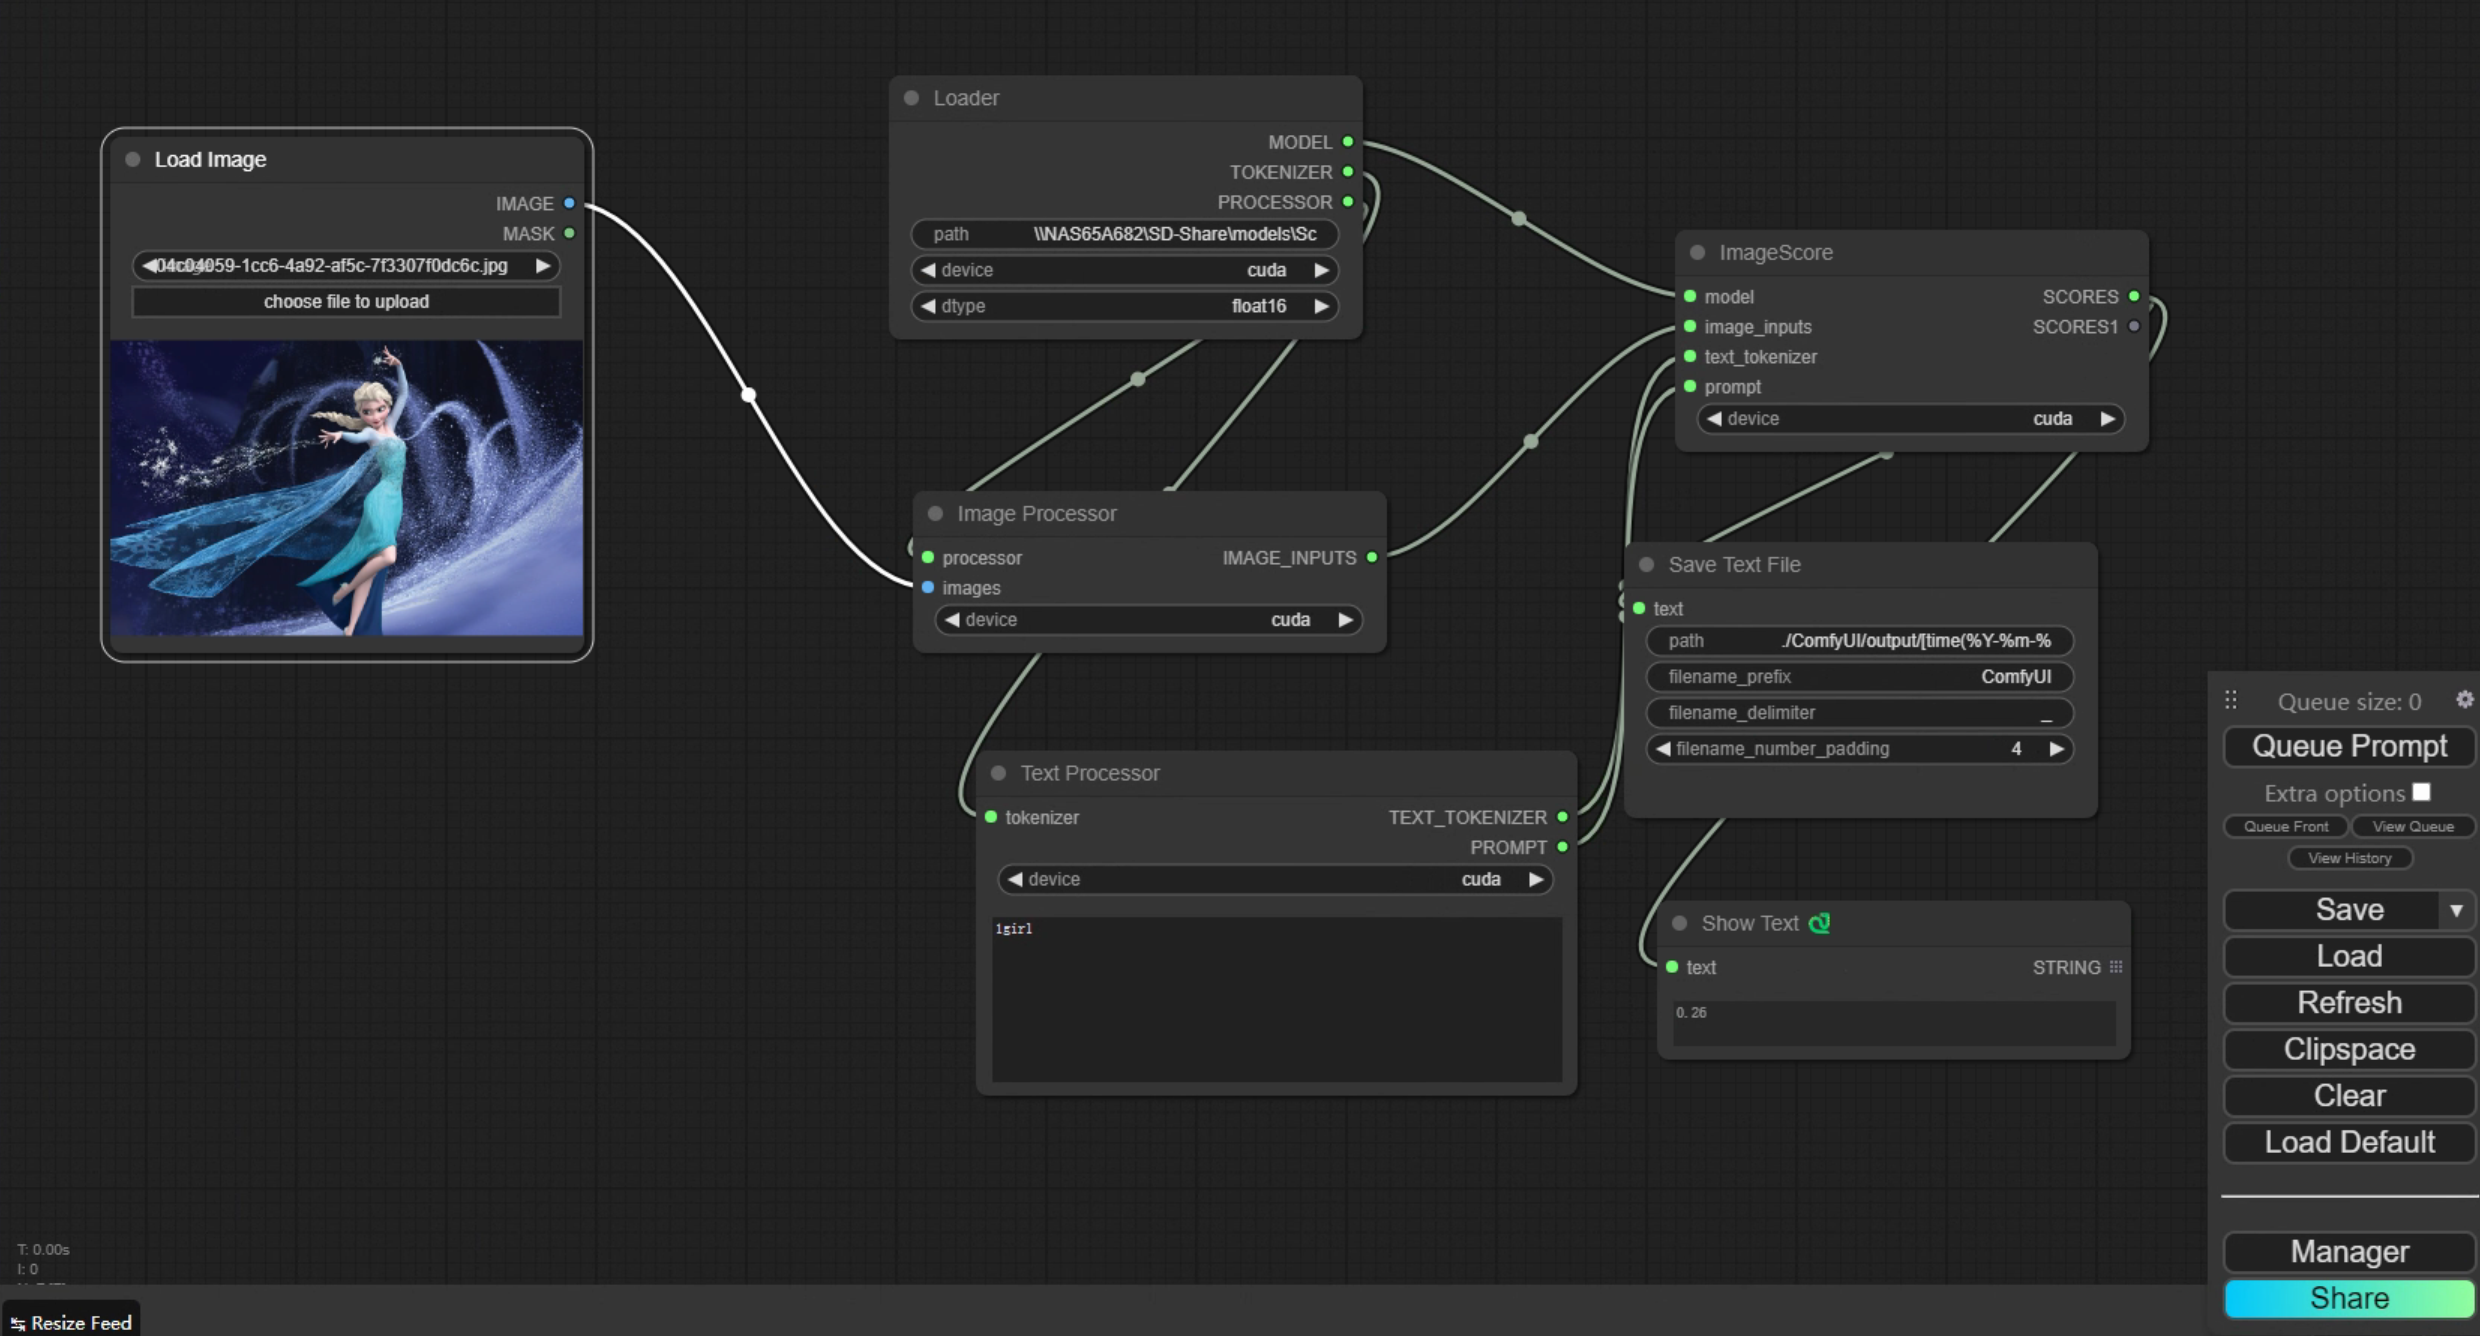 Load Image
IMAGE
MASK
04c04059-1cc6-4a92-af5c-7f3307f0dc6c.jpg
choose file to upload
Loader
MODEL
TOKENIZER
PROCESSOR
path \\NAS65A682\SD-Share\models\Sc
device cuda
dtype float16
Image Processor
processor IMAGE_INPUTS
images
device cuda
Text Processor
tokenizer TEXT_TOKENIZER
PROMPT
device cuda
1girl
ImageScore
model SCORES
image_inputs SCORES1
text_tokenizer
prompt
device cuda
Save Text File
text
path ./ComfyUI/output/[time(%Y-%m-%
filename_prefix ComfyUI
filename_delimiter _
filename_number_padding 4
Show Text
text STRING
0.26
Queue size: 0
Queue Prompt
Extra options
Queue Front View Queue
View History
Save
Load
Refresh
Clipspace
Clear
Load Default
Manager
Share
T: 0.00s
I: 0
Resize Feed